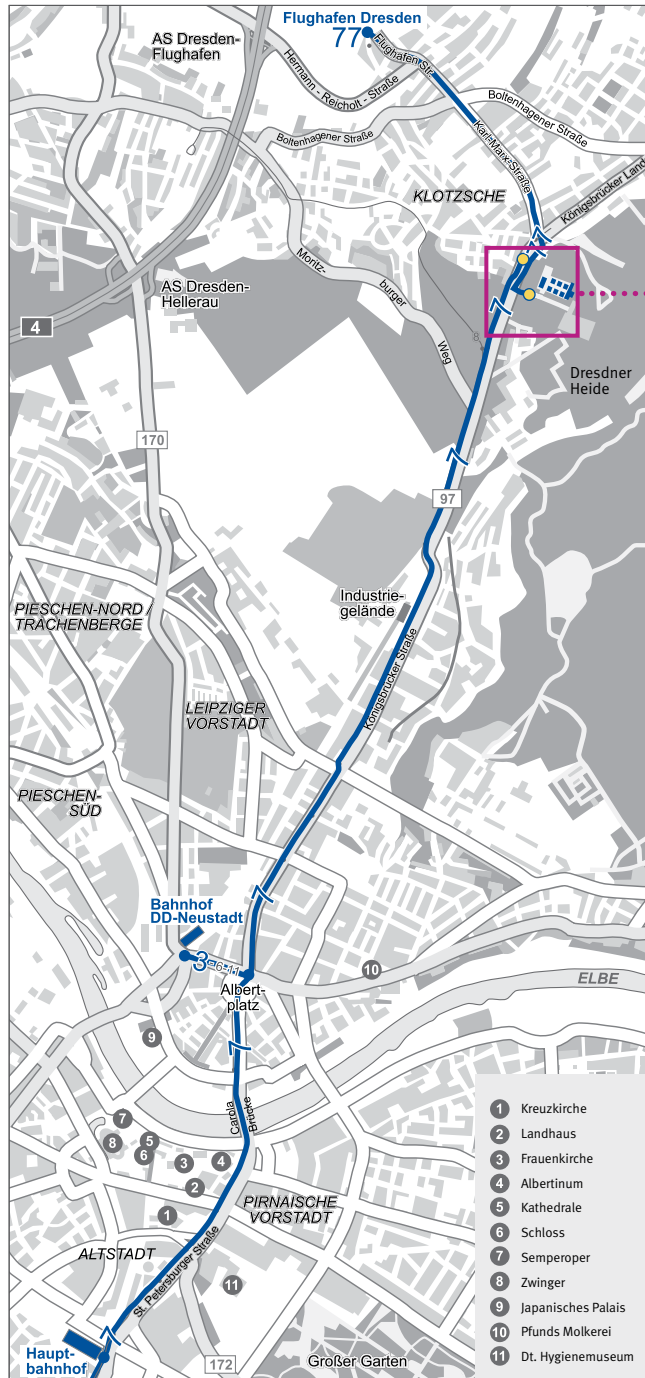 Flughafen Dresden
77
AS Dresden-
Flughafen
Flughafen Str.
Hermann - Reicholt - Straße
Boltenhagener Straße
Boltenhagener Straße
Karl-Marx-Straße
KLOTZSCHE
Königsbrücker Land
Moritz-
burger
Weg
AS Dresden-
Hellerau
4
Dresdner
Heide
170
97
Industrie-
gelände
PIESCHEN-NORD /
TRACHENBERGE
Königsbrücker Straße
LEIPZIGER
VORSTADT
PIESCHEN-
SÜD
Bahnhof
DD-Neustadt
3-6-11
10
ELBE
Albert-
platz
9
Carola
Brücke
7
8
5
6
3
4
2
1
PIRNAISCHE
VORSTADT
ALTSTADT
St. Petersburger Straße
11
Haupt-
bahnhof
172
Großer Garten
1 Kreuzkirche
2 Landhaus
3 Frauenkirche
4 Albertinum
5 Kathedrale
6 Schloss
7 Semperoper
8 Zwinger
9 Japanisches Palais
10 Pfunds Molkerei
11 Dt. Hygienemuseum